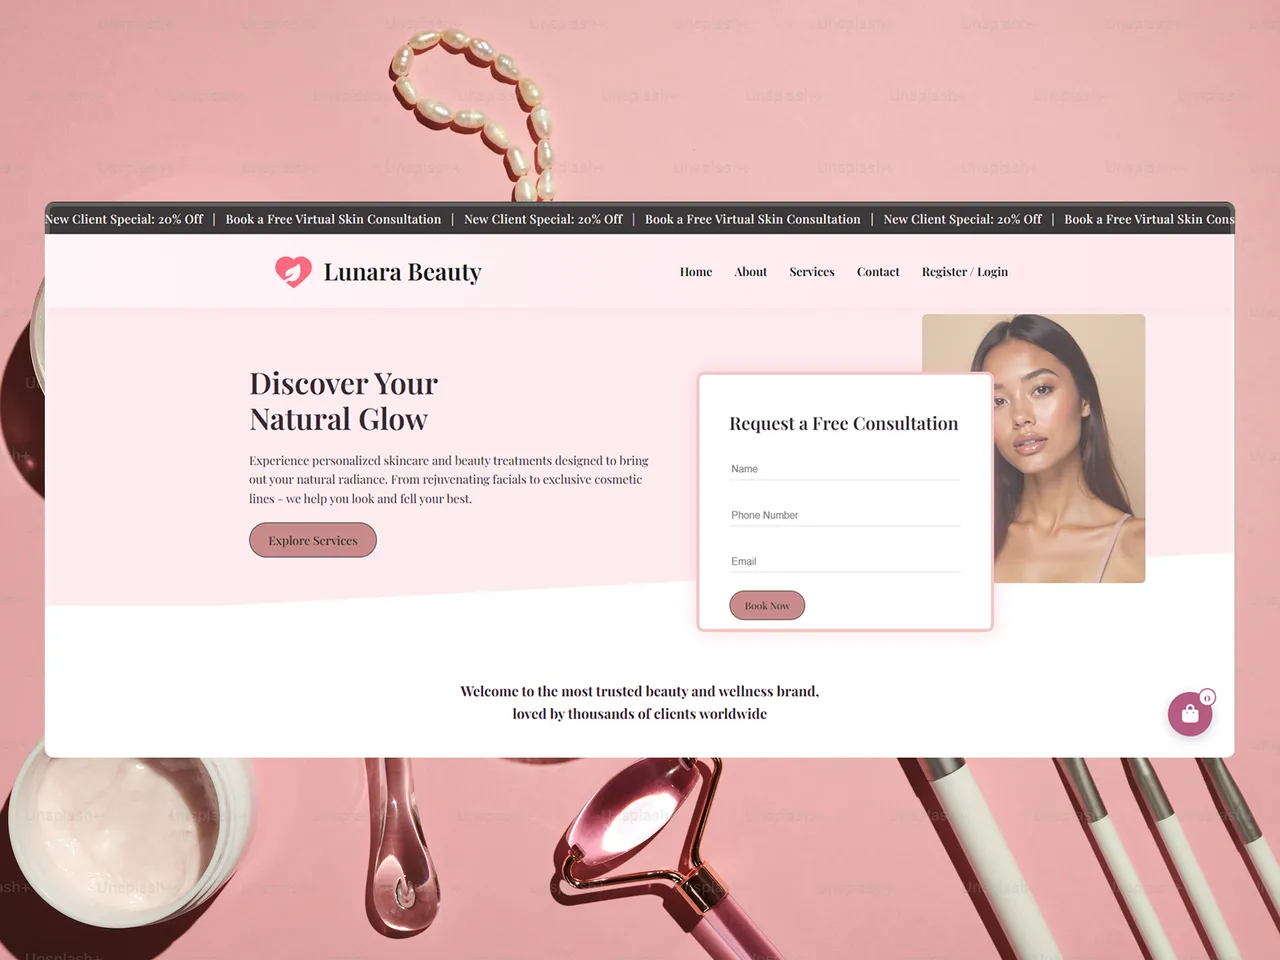 New Client Special: 20% Off | Book a Free Virtual Skin Consultation | New Client Special: 20% Off | Book a Free Virtual Skin Consultation | New Client Special: 20% Off | Book a Free Virtual Skin Cons
Lunara Beauty
Home About Services Contact Register / Login
Discover Your
Natural Glow
Experience personalized skincare and beauty treatments designed to bring
out your natural radiance. From rejuvenating facials to exclusive cosmetic
lines - we help you look and fell your best.
Explore Services
Request a Free Consultation
Name
Phone Number
Email
Book Now
Welcome to the most trusted beauty and wellness brand,
loved by thousands of clients worldwide
0
Unsplash+